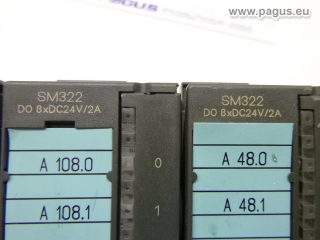 www.pagus.eu
SM322
DO 8xDC24V/2A
A 108.0
0
A 108.1
1
SM322
DO 8xDC24V/2A
A 48.0
A 48.1